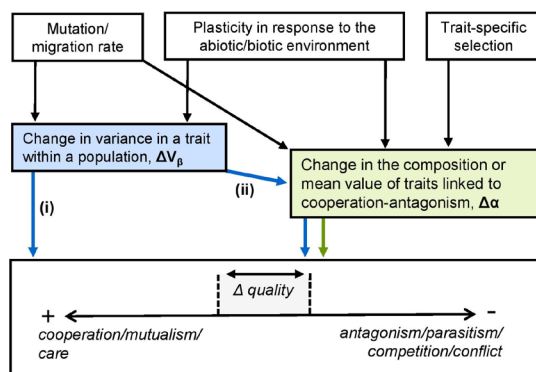 Mutation/
migration rate
Plasticity in response to the
abiotic/biotic environment
Trait-specific
selection
Change in variance in a trait
within a population, ΔVβ
(i)
(ii)
Change in the composition or
mean value of traits linked to
cooperation-antagonism, Δα
Δ quality
+
-
cooperation/mutualism/
care
antagonism/parasitism/
competition/conflict